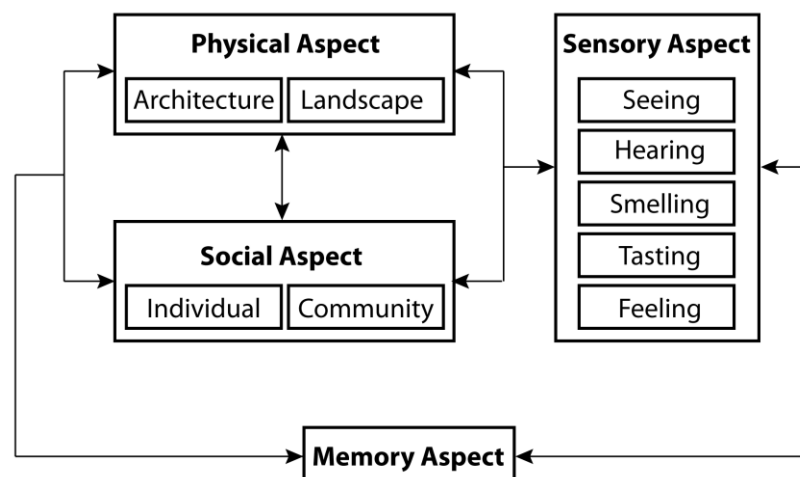 Physical Aspect
Architecture
Landscape
Social Aspect
Individual
Community
Sensory Aspect
Seeing
Hearing
Smelling
Tasting
Feeling
Memory Aspect